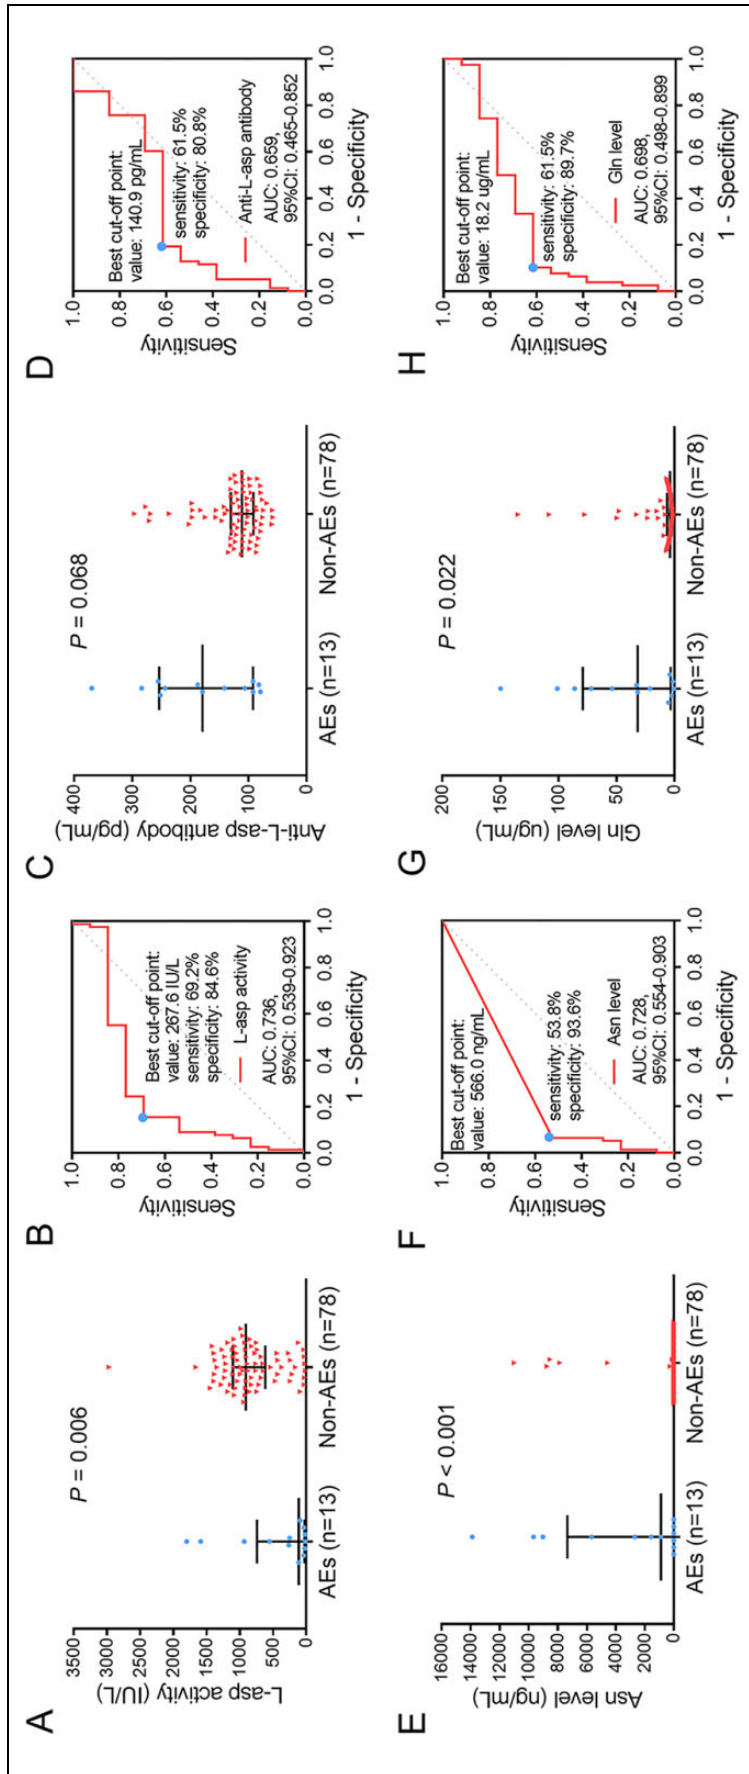 A
P = 0.006
3500
3000
2500
2000
1500
1000
500
0
L-asp activity (IU/L)
AEs (n=13)
Non-AEs (n=78)
B
1.0
0.8
0.6
0.4
0.2
0.0
Sensitivity
Best cut-off point:
value: 267.6 IU/L
sensitivity: 69.2%
specificity: 84.6%
L-asp activity
AUC: 0.736,
95%CI: 0.539-0.923
0.0 0.2 0.4 0.6 0.8 1.0
1 - Specificity
C
P = 0.068
400
300
200
100
0
Anti-L-asp antibody (pg/mL)
AEs (n=13)
Non-AEs (n=78)
D
1.0
0.8
0.6
0.4
0.2
0.0
Sensitivity
Best cut-off point:
value: 140.9 pg/mL
sensitivity: 61.5%
specificity: 80.8%
Anti-L-asp antibody
AUC: 0.659,
95%CI: 0.465-0.852
0.0 0.2 0.4 0.6 0.8 1.0
1 - Specificity
E
P < 0.001
16000
14000
12000
10000
8000
6000
4000
2000
0
Asn level (ng/mL)
AEs (n=13)
Non-AEs (n=78)
F
1.0
0.8
0.6
0.4
0.2
0.0
Sensitivity
Best cut-off point:
value: 566.0 ng/mL
sensitivity: 53.8%
specificity: 93.6%
Asn level
AUC: 0.728,
95%CI: 0.554-0.903
0.0 0.2 0.4 0.6 0.8 1.0
1 - Specificity
G
P = 0.022
200
150
100
50
0
Gln level (ug/mL)
AEs (n=13)
Non-AEs (n=78)
H
1.0
0.8
0.6
0.4
0.2
0.0
Sensitivity
Best cut-off point:
value: 18.2 ug/mL
sensitivity: 61.5%
specificity: 89.7%
Gln level
AUC: 0.698,
95%CI: 0.498-0.899
0.0 0.2 0.4 0.6 0.8 1.0
1 - Specificity